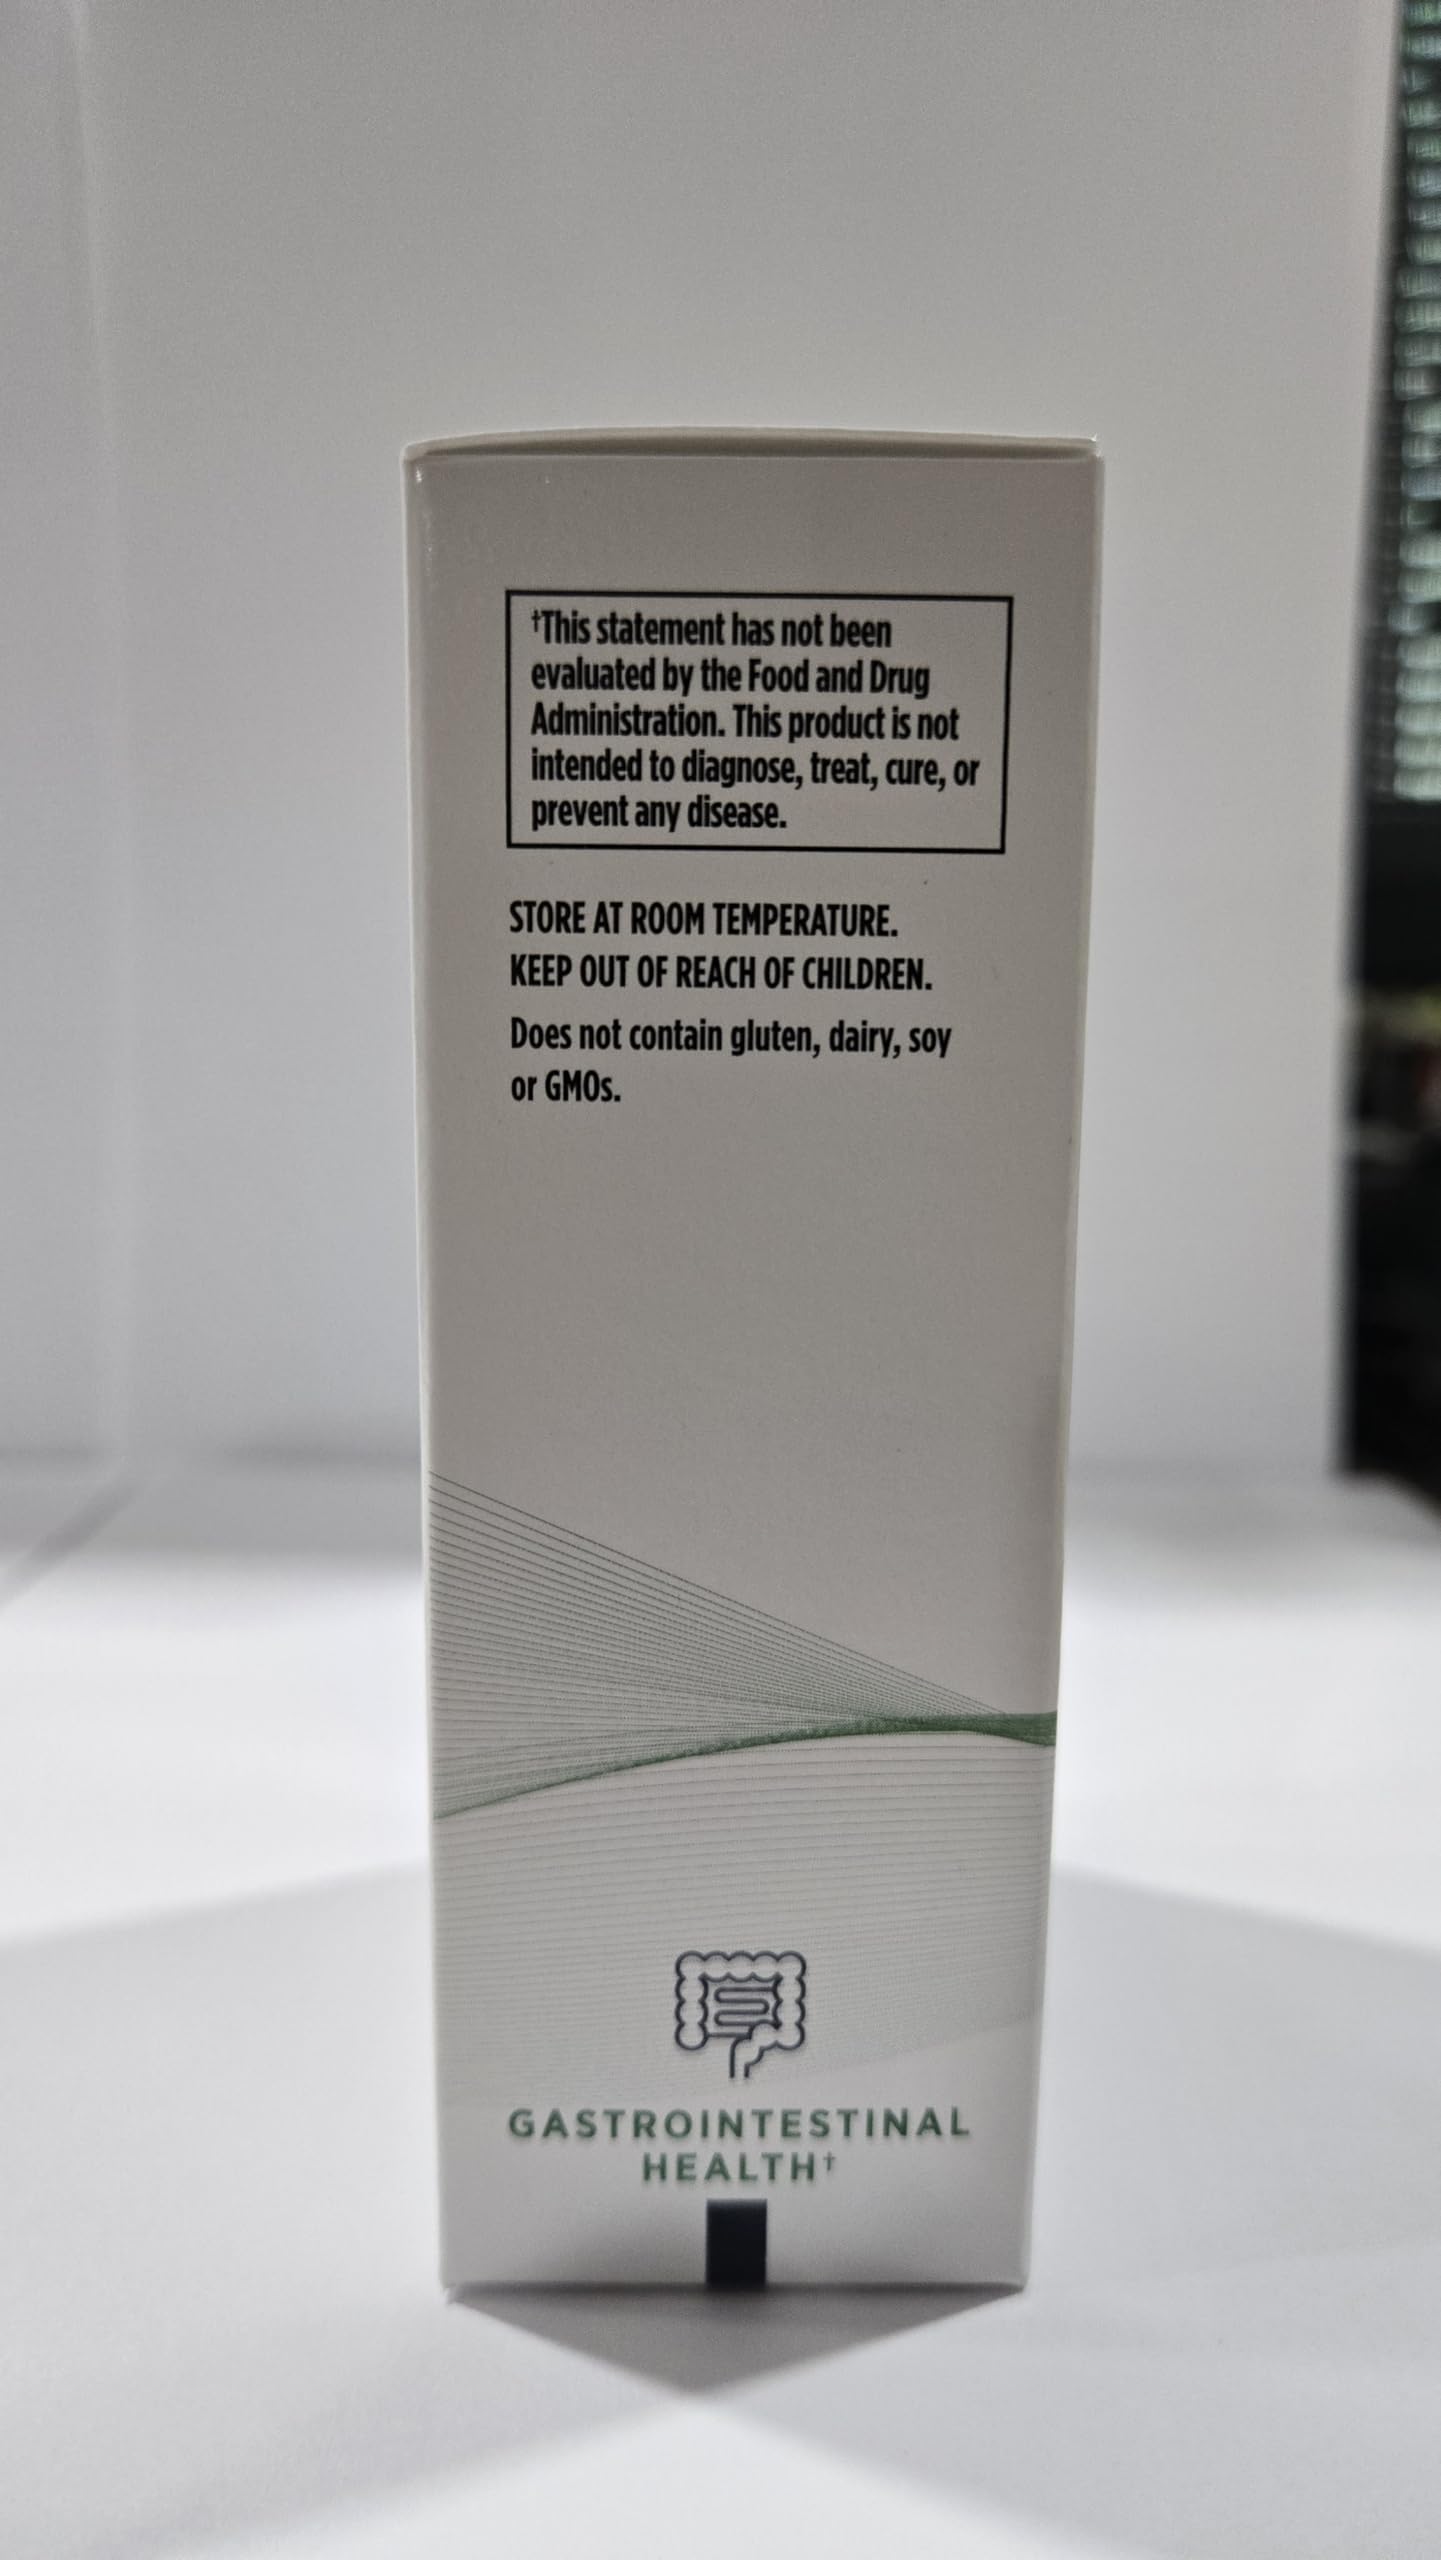 †This statement has not been
evaluated by the Food and Drug
Administration. This product is not
intended to diagnose, treat, cure, or
prevent any disease.
STORE AT ROOM TEMPERATURE.
KEEP OUT OF REACH OF CHILDREN.
Does not contain gluten, dairy, soy
or GMOs.
GASTROINTESTINAL
HEALTH†